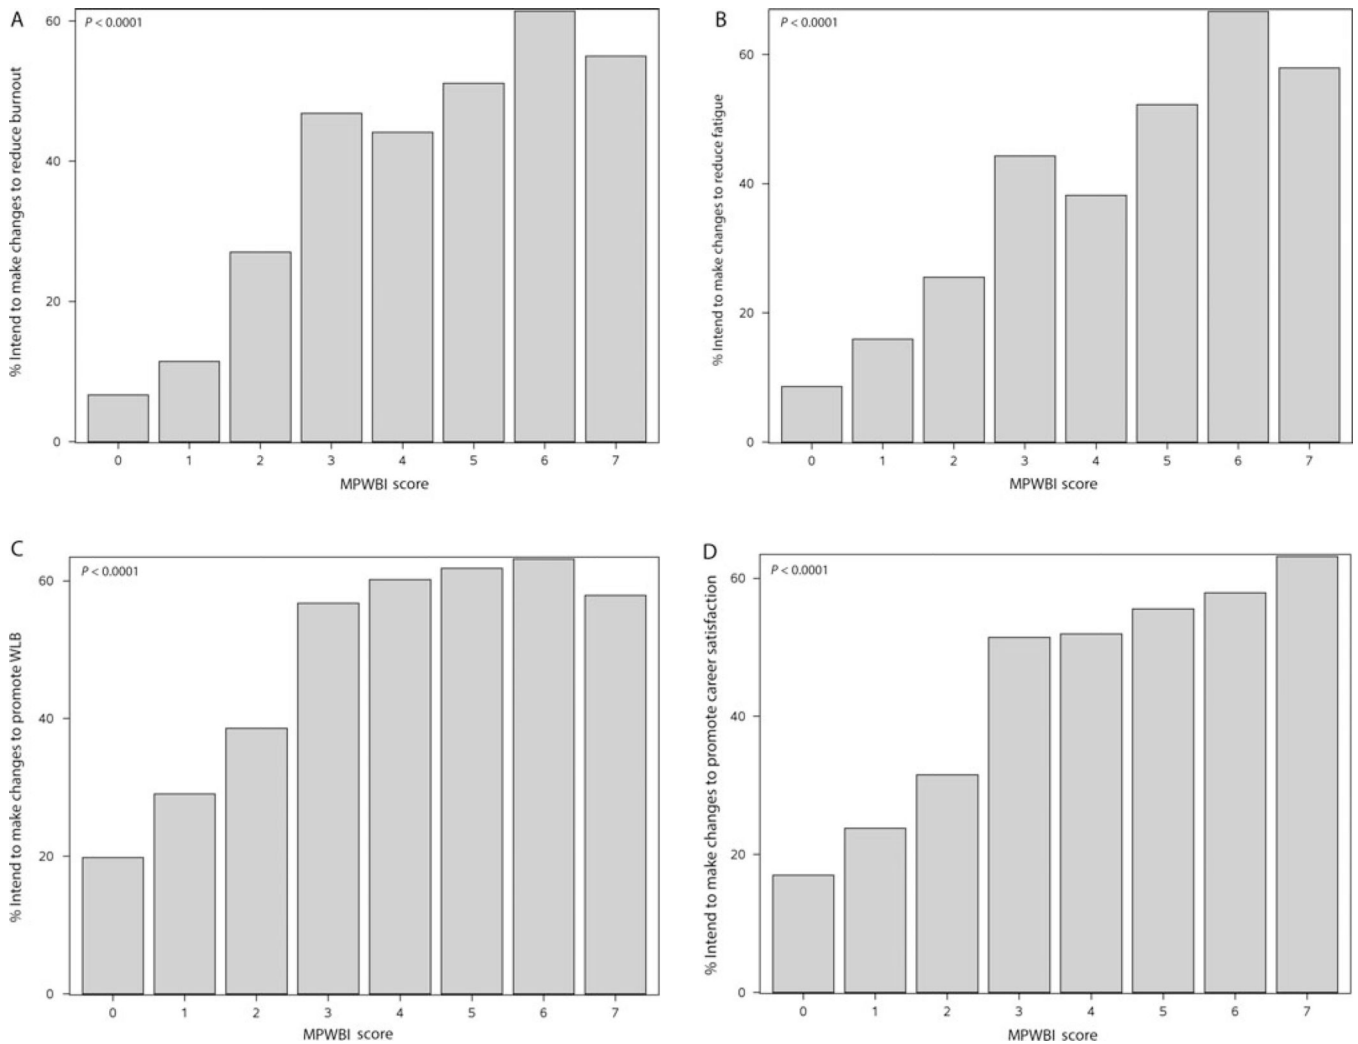 A
P < 0.0001
% Intend to make changes to reduce burnout
60
40
20
0
0 1 2 3 4 5 6 7
MPWBI score
B
P < 0.0001
% Intend to make changes to reduce fatigue
60
40
20
0
0 1 2 3 4 5 6 7
MPWBI score
C
P < 0.0001
% Intend to make changes to promote WLB
60
40
20
0
0 1 2 3 4 5 6 7
MPWBI score
D
P < 0.0001
% Intend to make changes to promote career satisfaction
60
40
20
0
0 1 2 3 4 5 6 7
MPWBI score